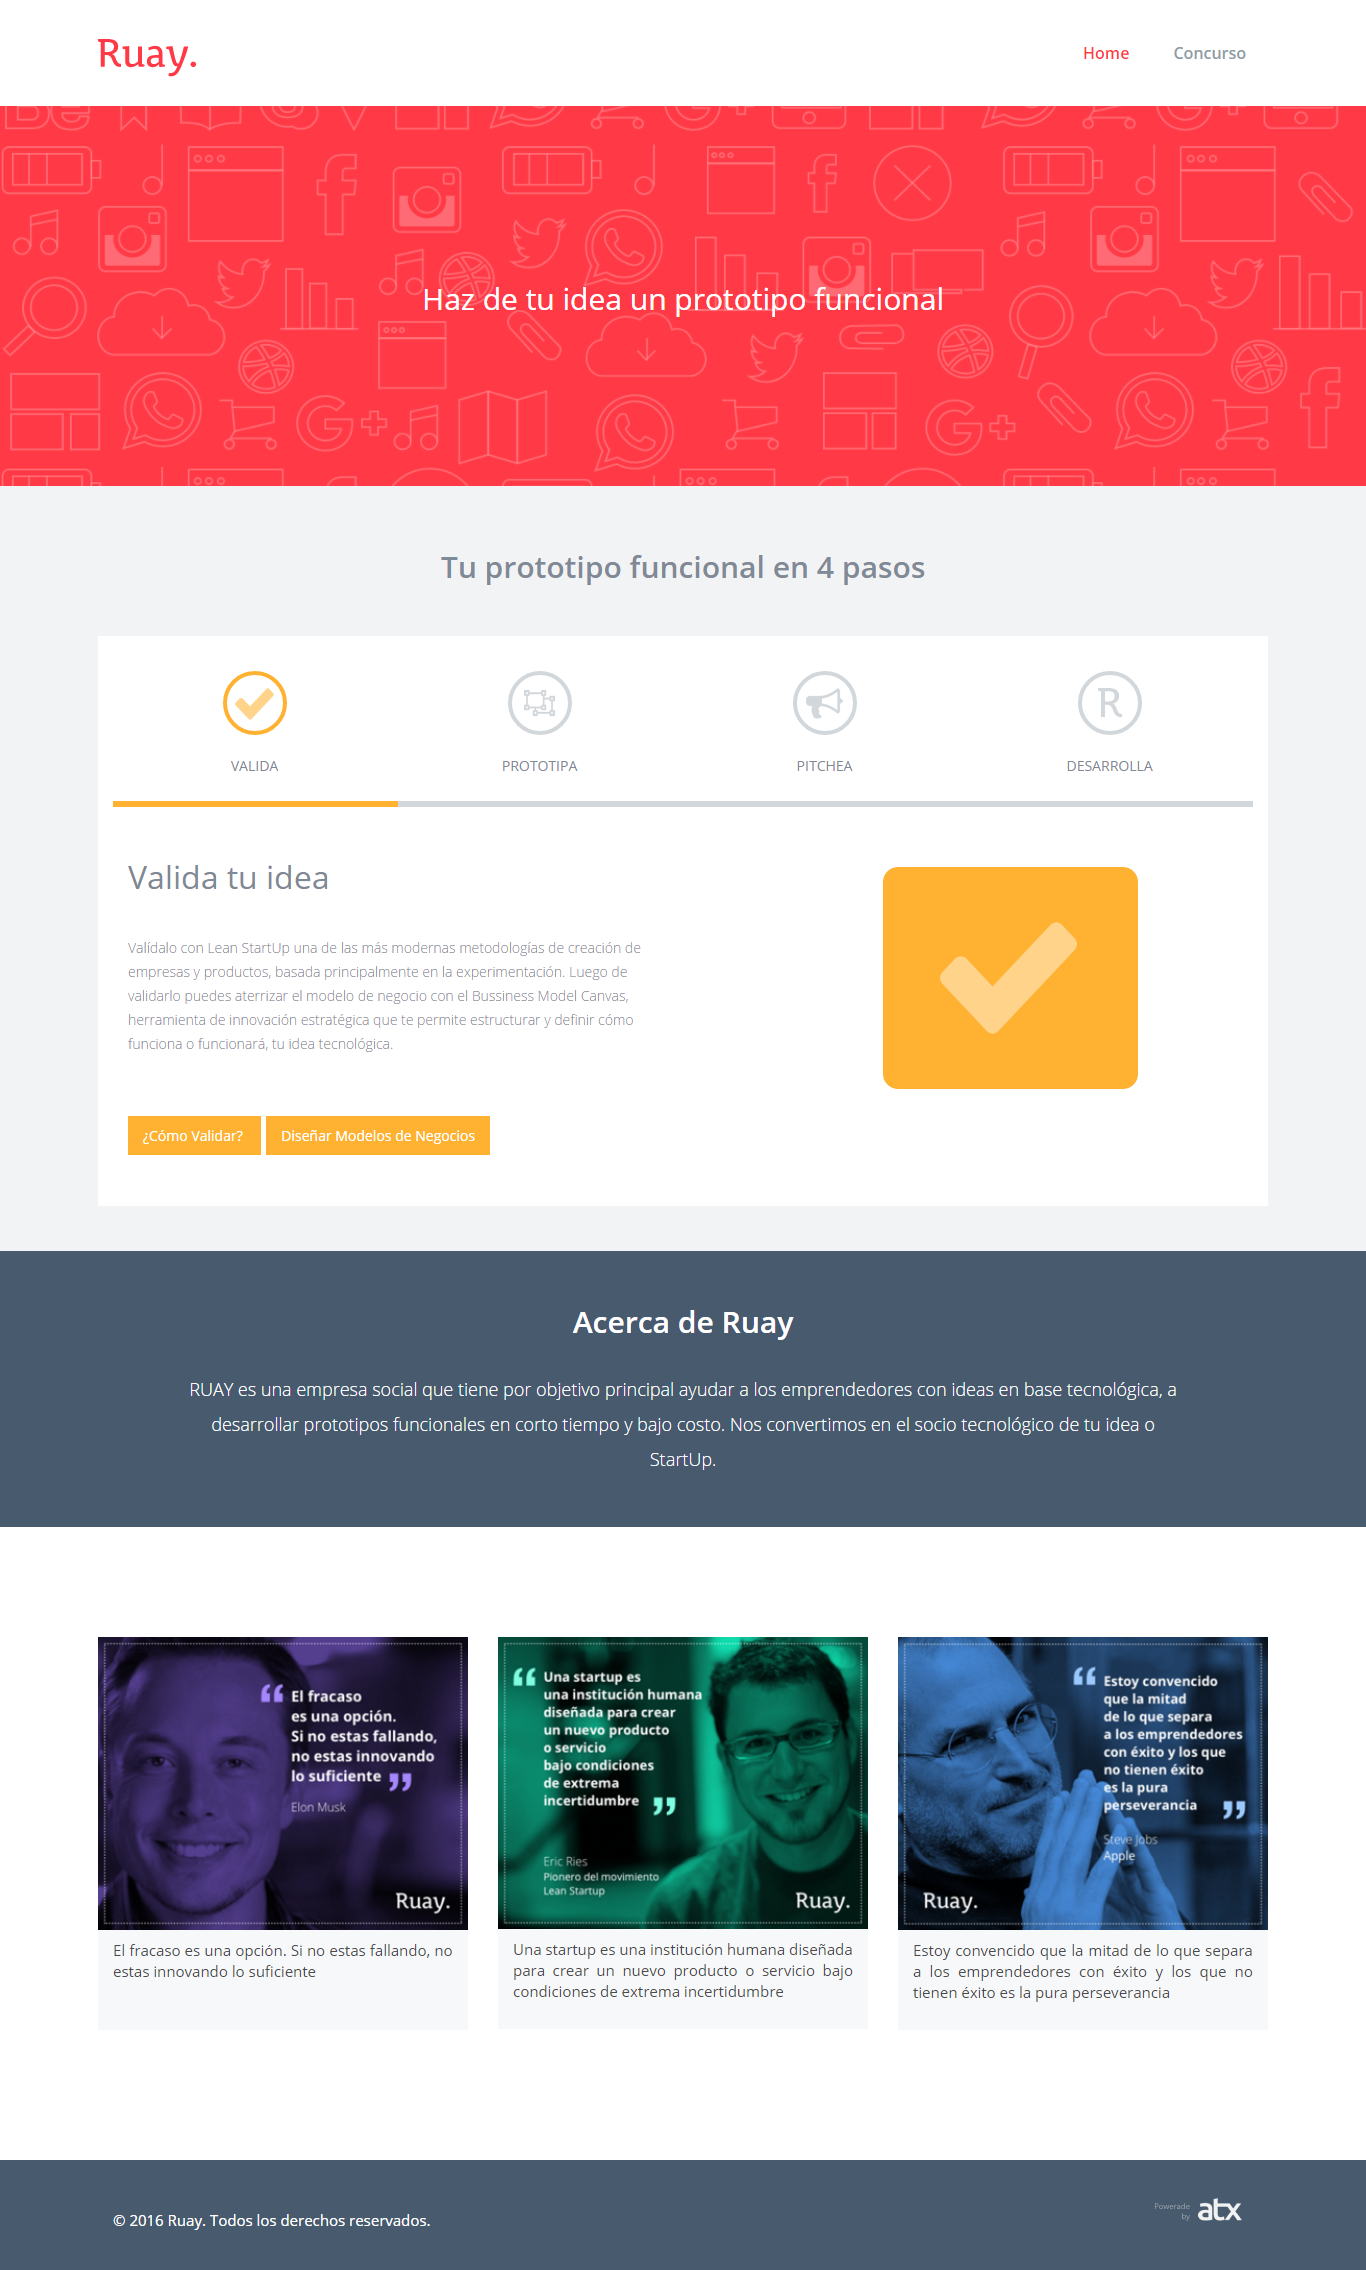 Ruay.
Home
Concurso
Haz de tu idea un prototipo funcional
Tu prototipo funcional en 4 pasos
VALIDA
PROTOTIPA
PITCHEA
DESARROLLA
Valida tu idea
Valídalo con Lean StartUp una de las más modernas metodologías de creación de
empresas y productos, basada principalmente en la experimentación. Luego de
validarlo puedes aterrizar el modelo de negocio con el Bussiness Model Canvas,
herramienta de innovación estratégica que te permite estructurar y definir cómo
funciona o funcionará, tu idea tecnológica.
¿Cómo Validar?
Diseñar Modelos de Negocios
Acerca de Ruay
RUAY es una empresa social que tiene por objetivo principal ayudar a los emprendedores con ideas en base tecnológica, a
desarrollar prototipos funcionales en corto tiempo y bajo costo. Nos convertimos en el socio tecnológico de tu idea o
StartUp.
“ El fracaso
es una opción.
Si no estas fallando,
no estas innovando
lo suficiente ”
Elon Musk
Ruay.
El fracaso es una opción. Si no estas fallando, no
estas innovando lo suficiente
“ Una startup es
una institución humana
diseñada para crear
un nuevo producto
o servicio
bajo condiciones
de extrema
incertidumbre ”
Eric Ries
Pionero del movimiento
Lean Startup
Ruay.
Una startup es una institución humana diseñada
para crear un nuevo producto o servicio bajo
condiciones de extrema incertidumbre
“ Estoy convencido
que la mitad
de lo que separa
a los emprendedores
con éxito y los que
no tienen éxito
es la pura
perseverancia ”
Steve Jobs
Apple
Ruay.
Estoy convencido que la mitad de lo que separa
a los emprendedores con éxito y los que no
tienen éxito es la pura perseverancia
© 2016 Ruay. Todos los derechos reservados.
Powerade
by
atx